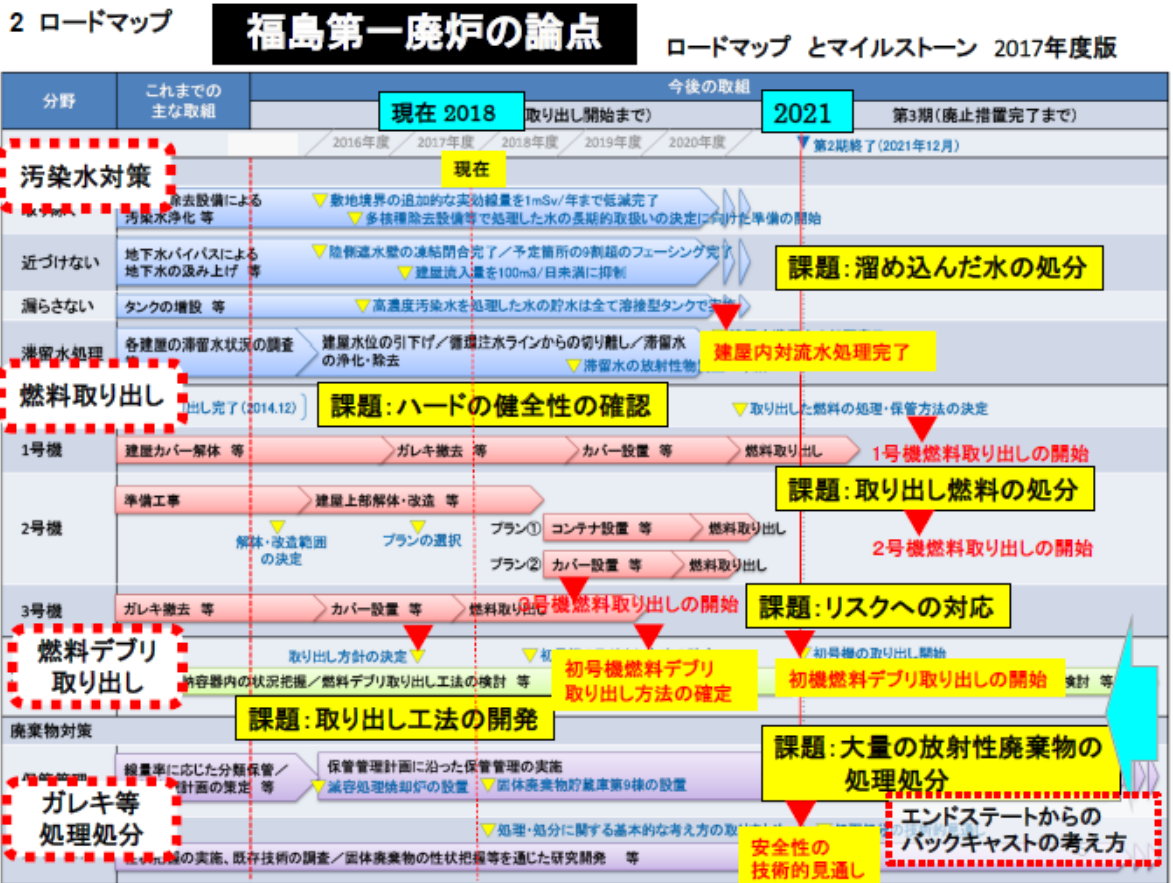 2 ロードマップ
福島第一廃炉の論点
ロードマップ とマイルストーン 2017年度版
分野
これまでの
主な取組
今後の取組
現在 2018
取り出し開始まで)
2021
第3期(廃止措置完了まで)
2016年度
2017年度
2018年度
2019年度
2020年度
第2期終了(2021年12月)
現在
汚染水対策
除去設備による
汚染水浄化 等
敷地境界の追加的な実効線量を1mSv/年まで低減完了
多核種除去設備等で処理した水の長期的取扱いの決定に向けた準備の開始
近づけない
地下水バイパスによる
地下水の汲み上げ 等
陸側遮水壁の凍結閉合完了/予定箇所の9割超のフェーシング完了
建屋流入量を100m3/日未満に抑制
課題:溜め込んだ水の処分
漏らさない
タンクの増設 等
高濃度汚染水を処理した水の貯水は全て溶接型タンクで
滞留水処理
各建屋の滞留水状況の調査
建屋水位の引下げ/循環注水ラインからの切り離し/滞留水
の浄化・除去
滞留水の放射性物
建屋内対流水処理完了
燃料取り出し
出し完了(2014.12)
課題:ハードの健全性の確認
取り出した燃料の処理・保管方法の決定
1号機
建屋カバー解体 等
ガレキ撤去 等
カバー設置 等
燃料取り出し
1号機燃料取り出しの開始
課題:取り出し燃料の処分
2号機
準備工事
建屋上部解体・改造 等
解体・改造範囲
の決定
プランの選択
プラン① コンテナ設置 等
燃料取り出し
プラン② カバー設置 等
燃料取り出し
2号機燃料取り出しの開始
3号機
ガレキ撤去 等
カバー設置 等
燃料取り出し
号機燃料取り出しの開始
課題:リスクへの対応
燃料デブリ
取り出し
取り出し方針の決定
初号機燃料デブリ
取り出し方法の確定
初号機の取り出し開始
初機燃料デブリ取り出しの開始
納容器内の状況把握/燃料デブリ取り出し工法の検討 等
検討 等
課題:取り出し工法の開発
廃棄物対策
課題:大量の放射性廃棄物の
処理処分
保管管理
線量率に応じた分類保管/
計画の策定 等
保管管理計画に沿った保管管理の実施
減容処理焼却炉の設置
固体廃棄物貯蔵庫第9棟の設置
ガレキ等
処理処分
処理・処分に関する基本的な考え方の取り
エンドステートからの
バックキャストの考え方
の実施、既存技術の調査/固体廃棄物の性状把握等を通じた研究開発 等
安全性の
技術的見通し